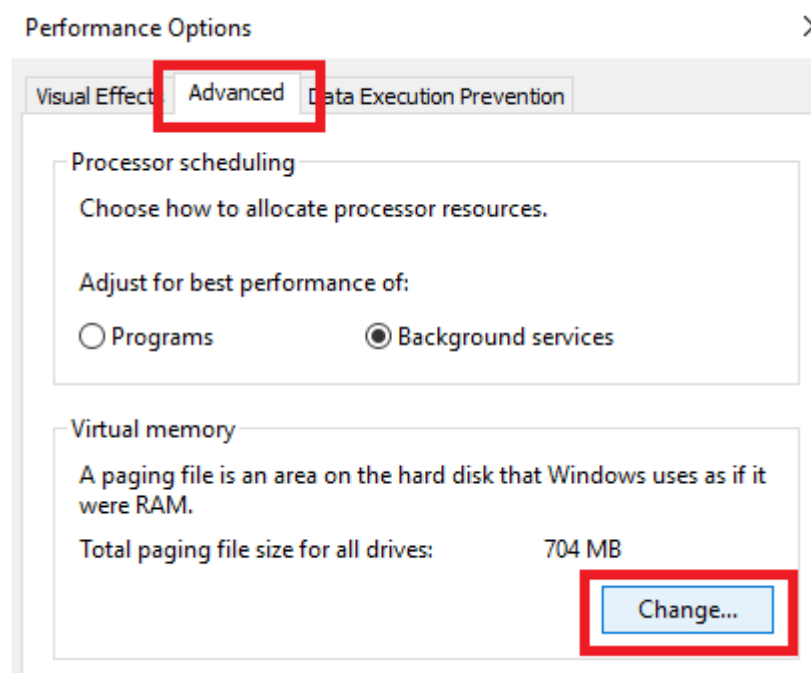 Performance Options
Visual Effects Advanced Data Execution Prevention
Processor scheduling
Choose how to allocate processor resources.
Adjust for best performance of:
Programs Background services
Virtual memory
A paging file is an area on the hard disk that Windows uses as if it
were RAM.
Total paging file size for all drives: 704 MB
Change...